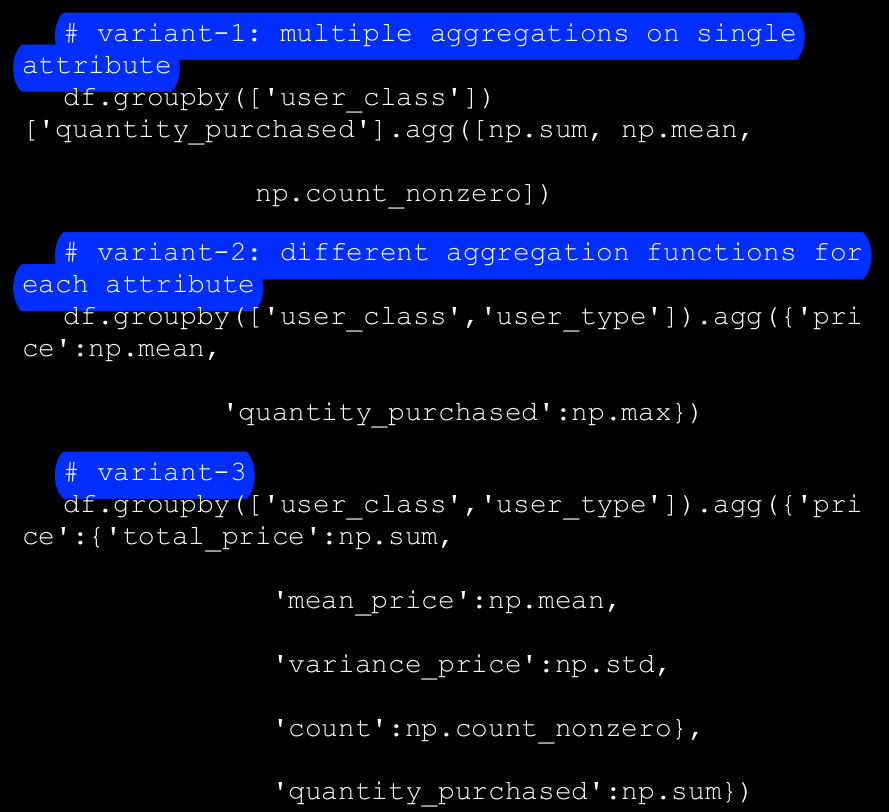 # variant-1: multiple aggregations on single
attribute
df.groupby(['user_class'])
['quantity_purchased'].agg([np.sum, np.mean,
np.count_nonzero])
# variant-2: different aggregation functions for
each attribute
df.groupby(['user_class','user_type']).agg({'pri
ce':np.mean,
'quantity_purchased':np.max})
# variant-3
df.groupby(['user_class','user_type']).agg({'pri
ce':{'total_price':np.sum,
'mean_price':np.mean,
'variance_price':np.std,
'count':np.count_nonzero},
'quantity_purchased':np.sum})